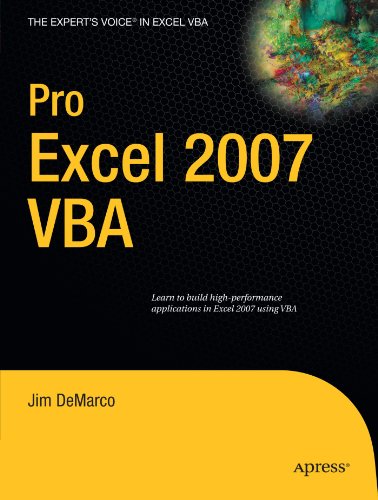 THE EXPERT'S VOICE® IN EXCEL VBA
Pro
Excel 2007
VBA
Learn to build high-performance
applications in Excel 2007 using VBA
Jim DeMarco
Apress®